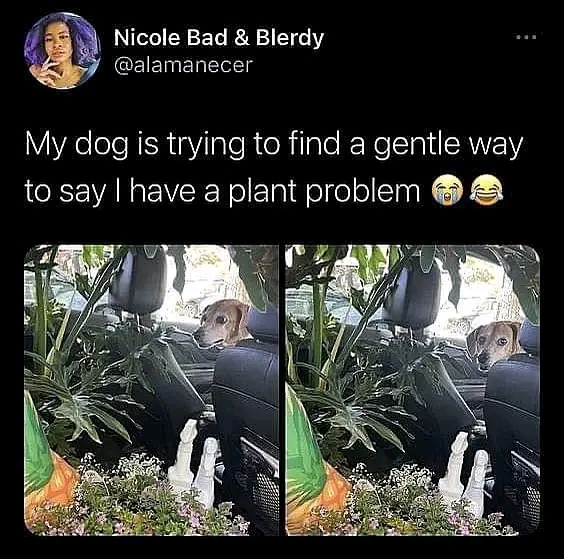 Nicole Bad & Blerdy
@alamanecer
My dog is trying to find a gentle way
to say I have a plant problem 😭😂